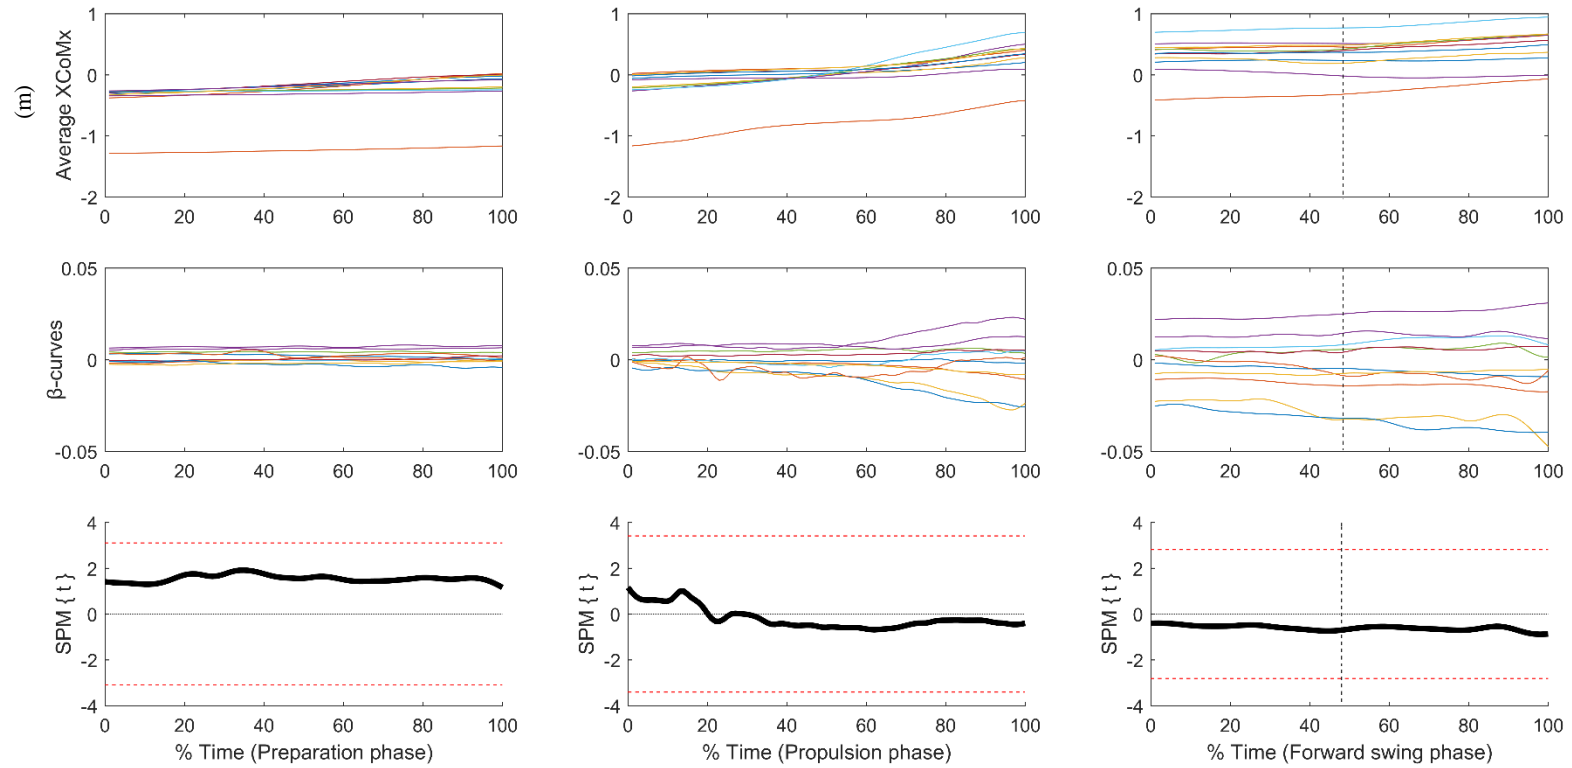 (m)
Average XCoMx
1
0
-1
-2
0 20 40 60 80 100
1
0
-1
-2
0 20 40 60 80 100
1
0
-1
-2
0 20 40 60 80 100
β-curves
0.05
0
-0.05
0 20 40 60 80 100
0.05
0
-0.05
0 20 40 60 80 100
0.05
0
-0.05
0 20 40 60 80 100
SPM { t }
4
2
0
-2
-4
0 20 40 60 80 100
% Time (Preparation phase)
SPM { t }
4
2
0
-2
-4
0 20 40 60 80 100
% Time (Propulsion phase)
SPM { t }
4
2
0
-2
-4
0 20 40 60 80 100
% Time (Forward swing phase)